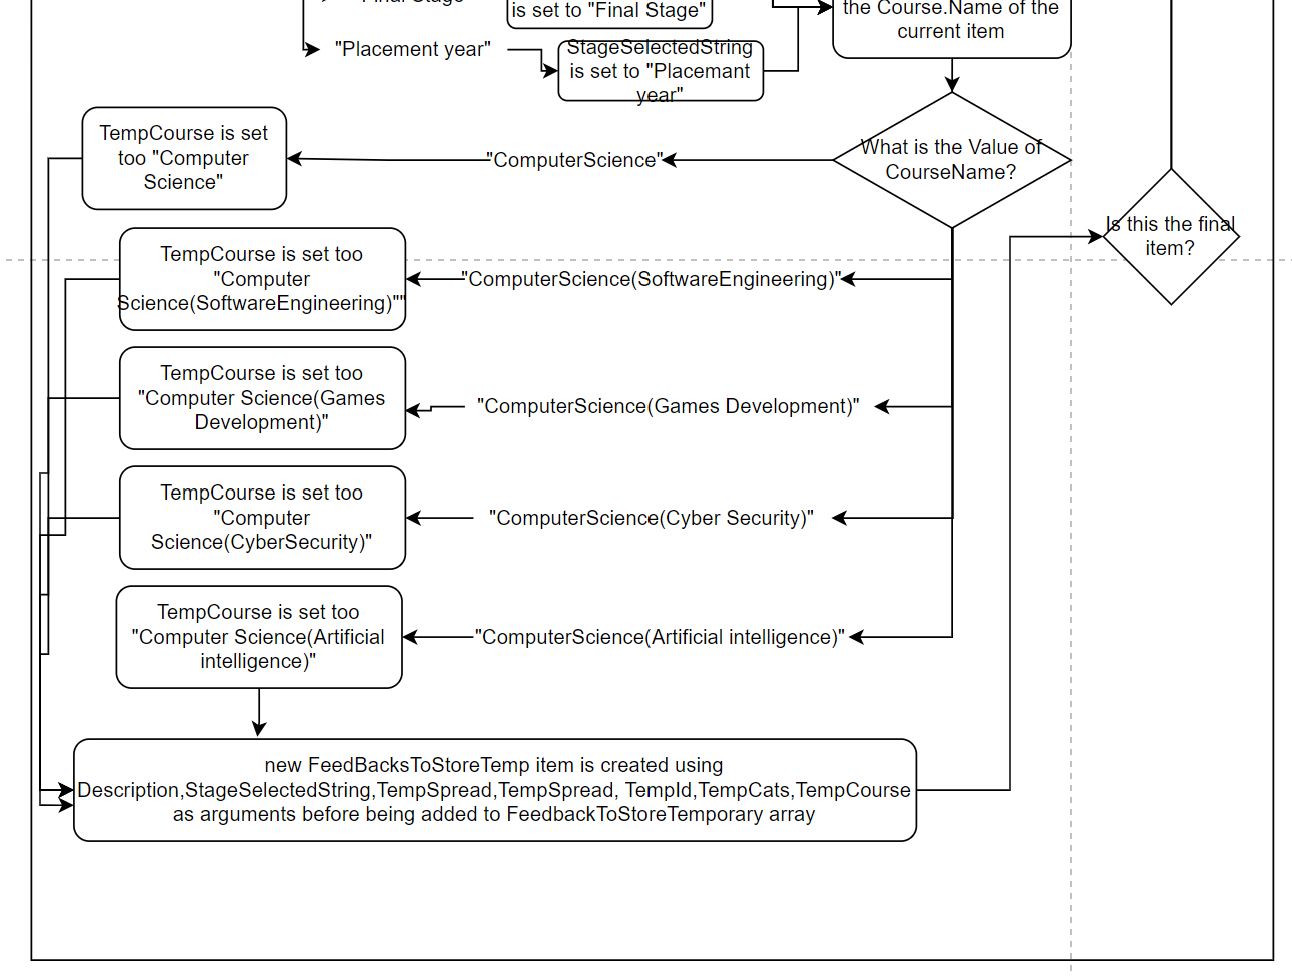 Final Stage
is set to "Final Stage"
the Course.Name of the
current item
"Placement year"
StageSelectedString
is set to "Placemant
year"
TempCourse is set
too "Computer
Science"
"ComputerScience"
What is the Value of
CourseName?
Is this the final
item?
TempCourse is set too
"Computer
Science(SoftwareEngineering)""
"ComputerScience(SoftwareEngineering)"
TempCourse is set too
"Computer Science(Games
Development)"
"ComputerScience(Games Development)"
TempCourse is set too
"Computer
Science(CyberSecurity)"
"ComputerScience(Cyber Security)"
TempCourse is set too
"Computer Science(Artificial
intelligence)"
"ComputerScience(Artificial intelligence)"
new FeedBacksToStoreTemp item is created using
Description,StageSelectedString,TempSpread,TempSpread, TempId,TempCats,TempCourse
as arguments before being added to FeedbackToStoreTemporary array